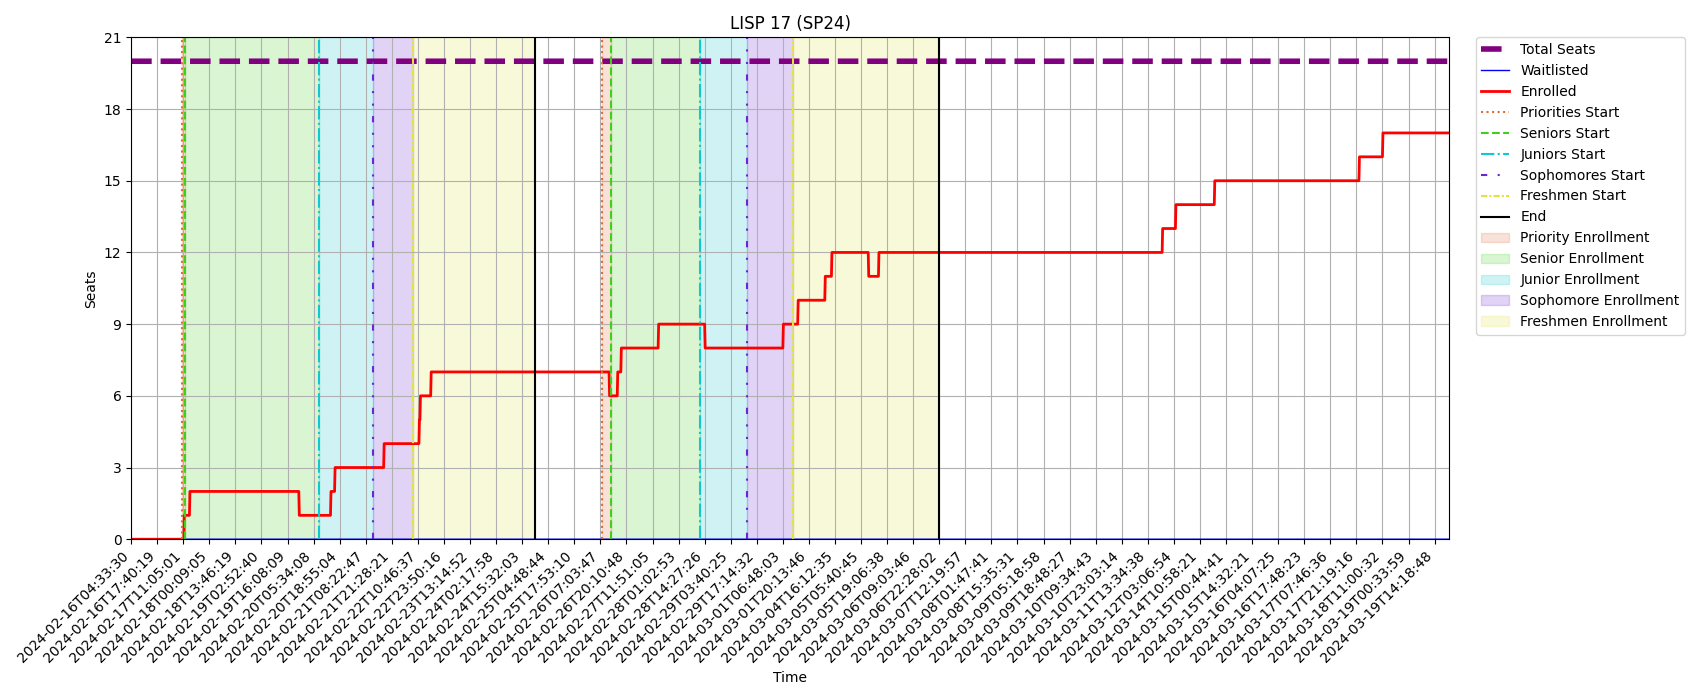 LISP 17 (SP24)
Seats
21
18
15
12
9
6
3
0
2024-02-16T04:33:30
2024-02-16T17:40:19
2024-02-17T11:05:01
2024-02-18T00:09:05
2024-02-18T13:46:19
2024-02-19T02:52:40
2024-02-19T16:08:09
2024-02-20T05:34:08
2024-02-20T18:55:04
2024-02-21T08:22:47
2024-02-21T21:28:21
2024-02-22T10:46:37
2024-02-22T23:50:16
2024-02-23T13:14:52
2024-02-24T02:17:58
2024-02-24T15:32:03
2024-02-25T04:48:44
2024-02-25T17:53:10
2024-02-26T07:03:47
2024-02-26T20:10:48
2024-02-27T11:51:05
2024-02-28T01:02:53
2024-02-28T14:27:26
2024-02-29T03:40:25
2024-02-29T17:14:32
2024-03-01T06:48:03
2024-03-01T20:13:46
2024-03-04T16:12:35
2024-03-05T05:40:45
2024-03-05T19:06:38
2024-03-06T09:03:46
2024-03-06T22:28:02
2024-03-07T12:19:57
2024-03-08T01:47:41
2024-03-08T15:35:31
2024-03-09T05:18:58
2024-03-09T18:48:27
2024-03-10T09:34:43
2024-03-10T23:03:14
2024-03-11T13:34:38
2024-03-12T03:06:54
2024-03-14T10:58:21
2024-03-15T00:44:41
2024-03-15T14:32:21
2024-03-16T04:07:25
2024-03-16T17:48:23
2024-03-17T07:46:36
2024-03-17T21:19:16
2024-03-18T11:00:32
2024-03-19T00:33:59
2024-03-19T14:18:48
Time
Total Seats
Waitlisted
Enrolled
Priorities Start
Seniors Start
Juniors Start
Sophomores Start
Freshmen Start
End
Priority Enrollment
Senior Enrollment
Junior Enrollment
Sophomore Enrollment
Freshmen Enrollment